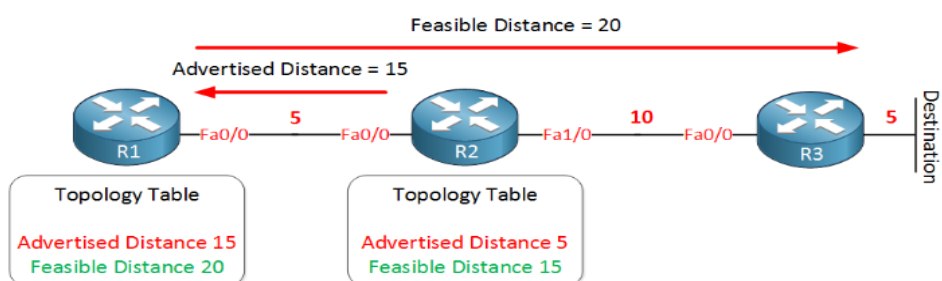 Feasible Distance = 20
Advertised Distance = 15
Fa0/0 5 Fa0/0 Fa1/0 10 Fa0/0 5
Destination
R1 R2 R3
Topology Table
Advertised Distance 15
Feasible Distance 20
Topology Table
Advertised Distance 5
Feasible Distance 15